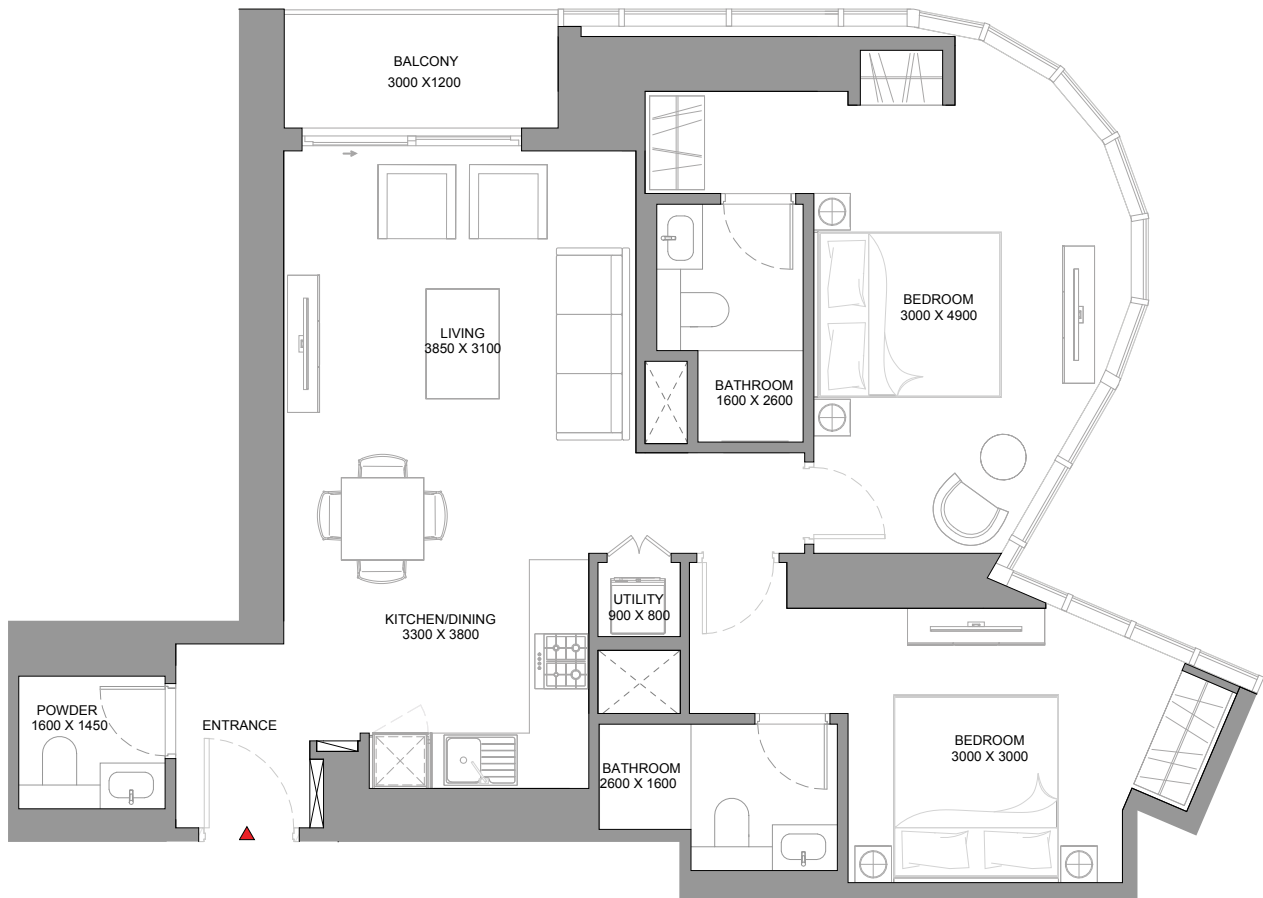 BALCONY
3000 X1200
LIVING
3850 X 3100
BEDROOM
3000 X 4900
BATHROOM
1600 X 2600
KITCHEN/DINING
3300 X 3800
UTILITY
900 X 800
POWDER
1600 X 1450
ENTRANCE
BATHROOM
2600 X 1600
BEDROOM
3000 X 3000